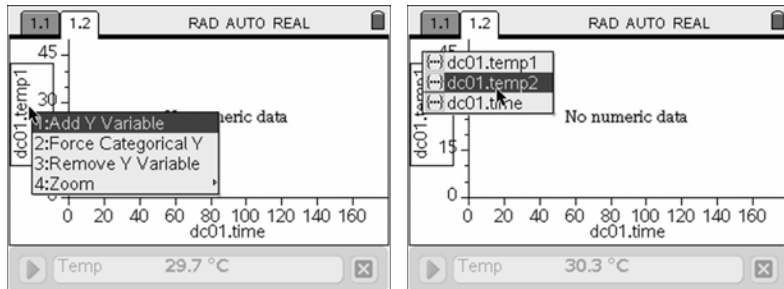 1.1 1.2 RAD AUTO REAL
45
30
dc01.temp1
neric data
1:Add Y Variable
2:Force Categorical Y
3:Remove Y Variable
4:Zoom
0 20 40 60 80 100 120 140 160
dc01.time
Temp 29.7 °C
1.1 1.2 RAD AUTO REAL
45
dc01.temp1
dc01.temp2
dc01.time
No numeric data
15
0
0 20 40 60 80 100 120 140 160
dc01.time
Temp 30.3 °C